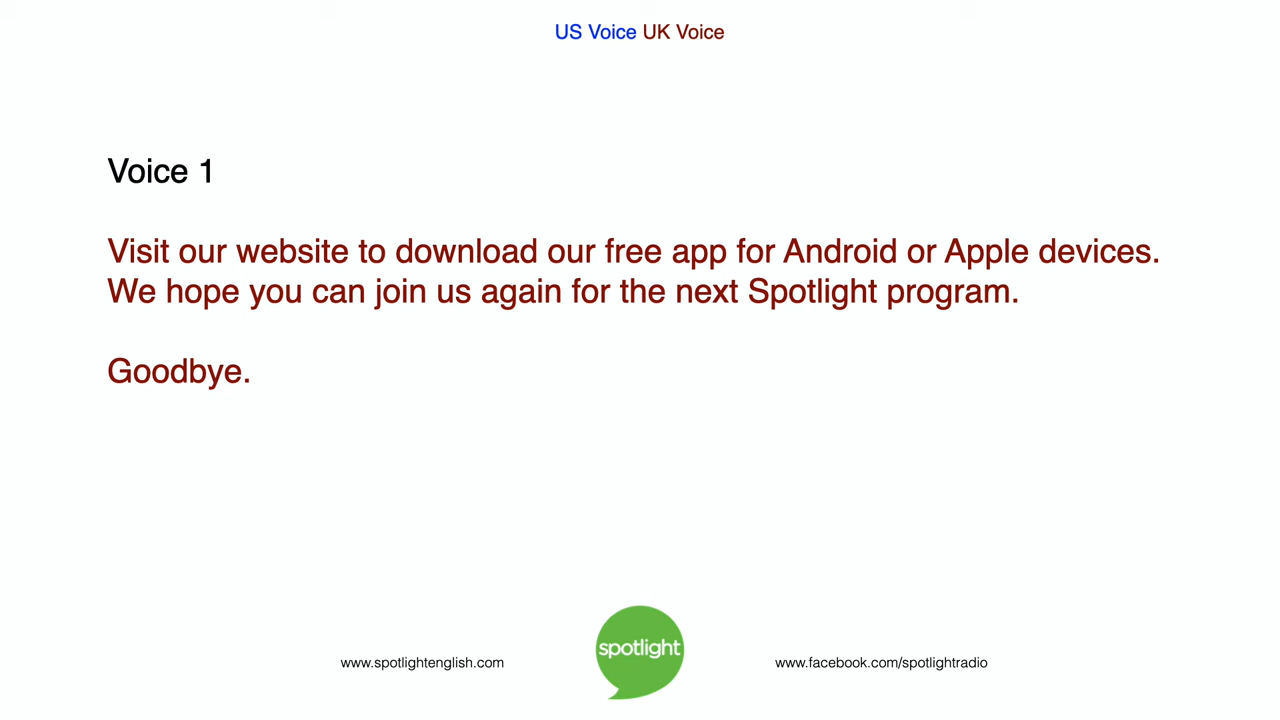 US Voice UK Voice
Voice 1
Visit our website to download our free app for Android or Apple devices.
We hope you can join us again for the next Spotlight program.
Goodbye.
spotlight
www.spotlightenglish.com
www.facebook.com/spotlightradio